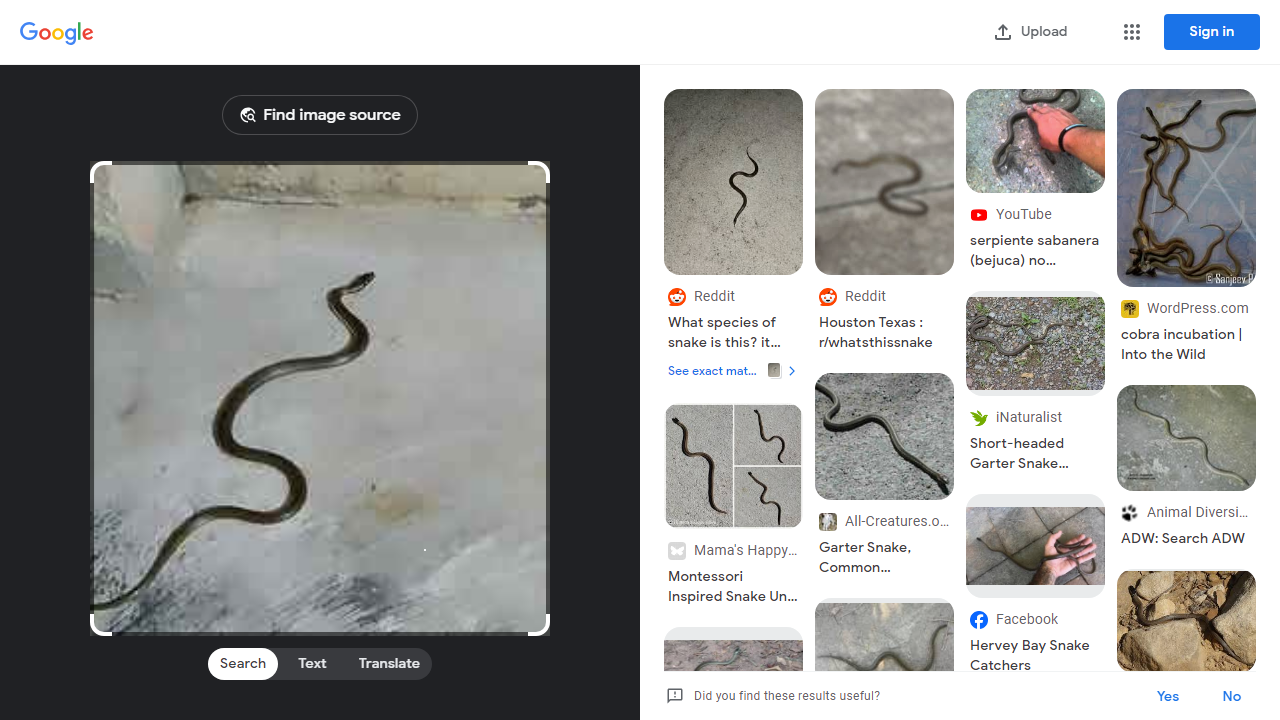 Google
Upload
Sign in
Find image source
Search
Text
Translate
Reddit
What species of
snake is this? it...
See exact mat...
Mama's Happy...
Montessori
Inspired Snake Un...
Reddit
Houston Texas :
r/whatsthissnake
All-Creatures.o...
Garter Snake,
Common...
YouTube
serpiente sabanera
(bejuca) no...
iNaturalist
Short-headed
Garter Snake...
Facebook
Hervey Bay Snake
Catchers
© Sanjeev P
WordPress.com
cobra incubation |
Into the Wild
Animal Diversi...
ADW: Search ADW
Did you find these results useful?
Yes
No